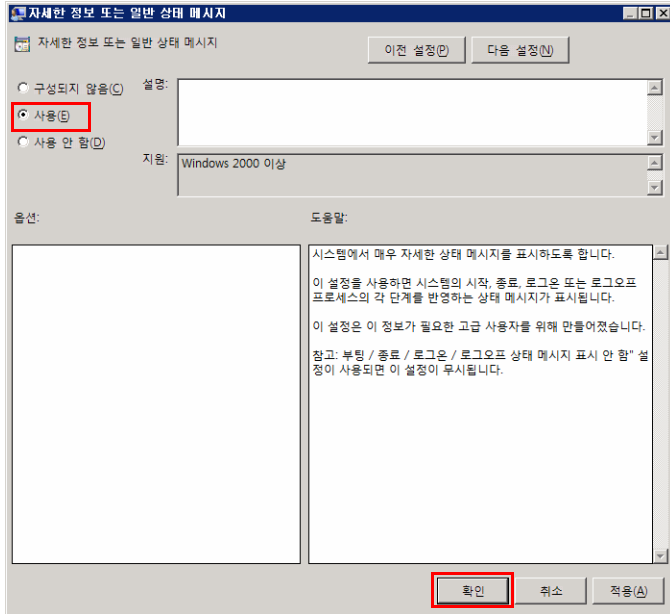 자세한 정보 또는 일반 상태 메시지
자세한 정보 또는 일반 상태 메시지
이전 설정(P)
다음 설정(N)
구성되지 않음(C)
설명:
사용(E)
사용 안 함(D)
지원:
Windows 2000 이상
옵션:
도움말:
시스템에서 매우 자세한 상태 메시지를 표시하도록 합니다.
이 설정을 사용하면 시스템의 시작, 종료, 로그온 또는 로그오프
프로세스의 각 단계를 반영하는 상태 메시지가 표시됩니다.
이 설정은 이 정보가 필요한 고급 사용자를 위해 만들어졌습니다.
참고: 부팅 / 종료 / 로그온 / 로그오프 상태 메시지 표시 안 함" 설
정이 사용되면 이 설정이 무시됩니다.
확인
취소
적용(A)